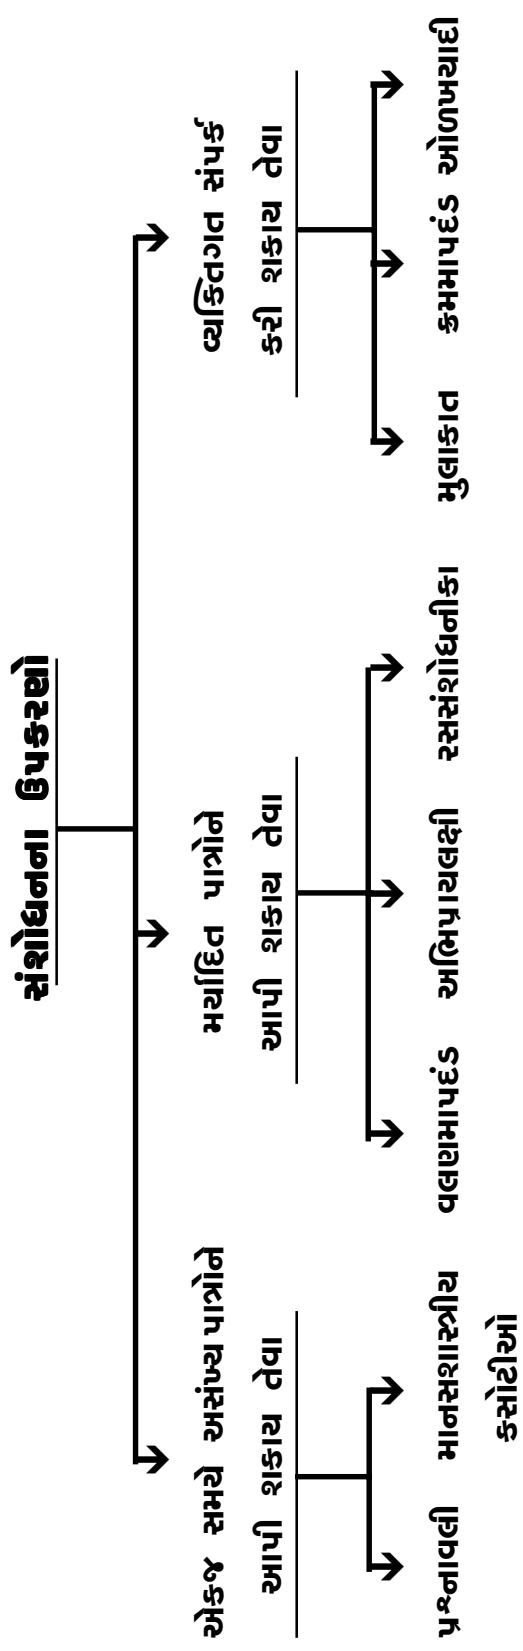 સંશોધનના ઉપકરણો
એકજ સમયે અસંખ્ય પાત્રોને
આપી શકાય તેવા
મર્યાદિત પાત્રોને
આપી શકાય તેવા
વ્યક્તિગત સંપર્ક
કરી શકાય તેવા
પ્રશ્નાવલી
માનસશાસ્ત્રીય
કસોટીઓ
વલણમાપદંડ
અભિપ્રાયલક્ષી
રસસંશોધનીકા
મુલાકાત
ક્રમમાપદંડ
ઓળખયાદી